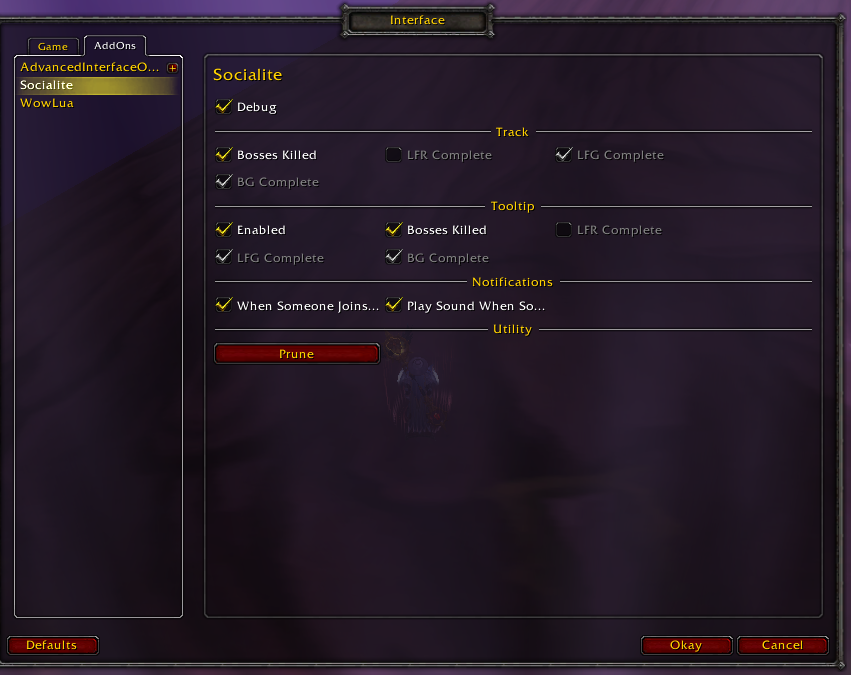 Interface
Game AddOns
AdvancedInterfaceO...
Socialite
WowLua
Socialite
Debug
Track
Bosses Killed LFR Complete LFG Complete
BG Complete
Tooltip
Enabled Bosses Killed LFR Complete
LFG Complete BG Complete
Notifications
When Someone Joins... Play Sound When So...
Utility
Prune
Defaults Okay Cancel